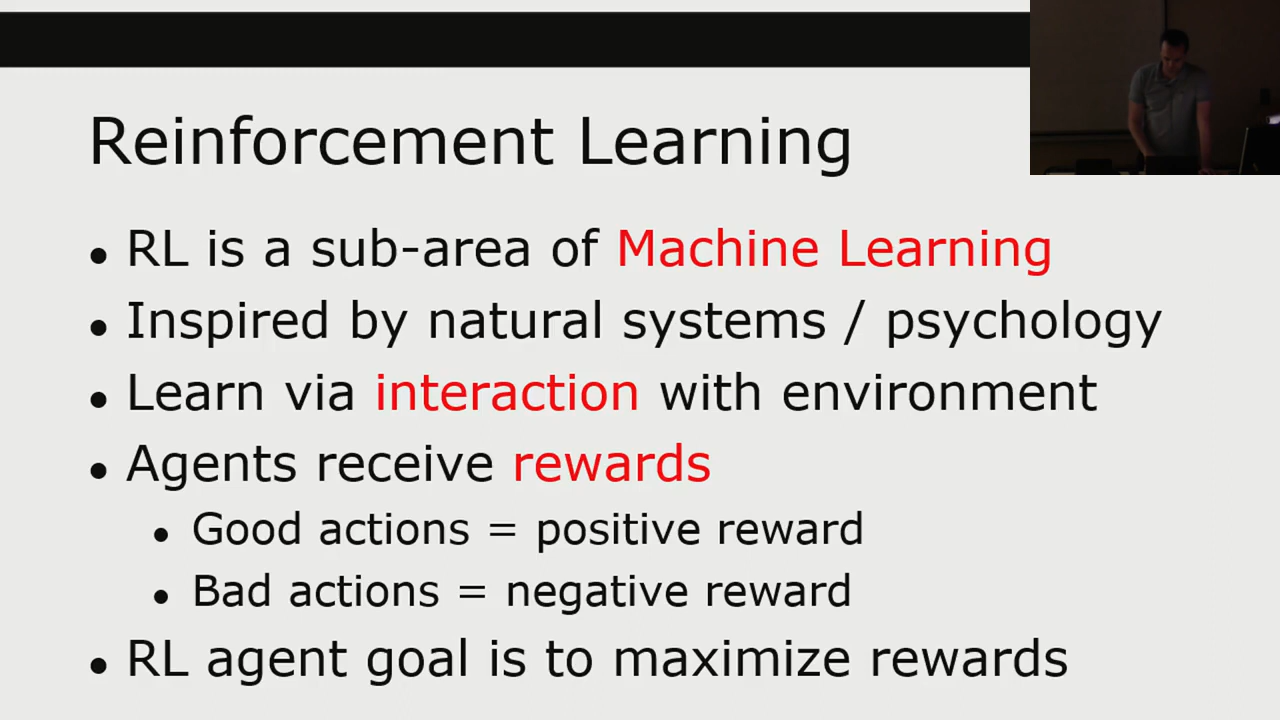 Reinforcement Learning
● RL is a sub-area of Machine Learning
● Inspired by natural systems / psychology
● Learn via interaction with environment
● Agents receive rewards
● Good actions = positive reward
● Bad actions = negative reward
● RL agent goal is to maximize rewards